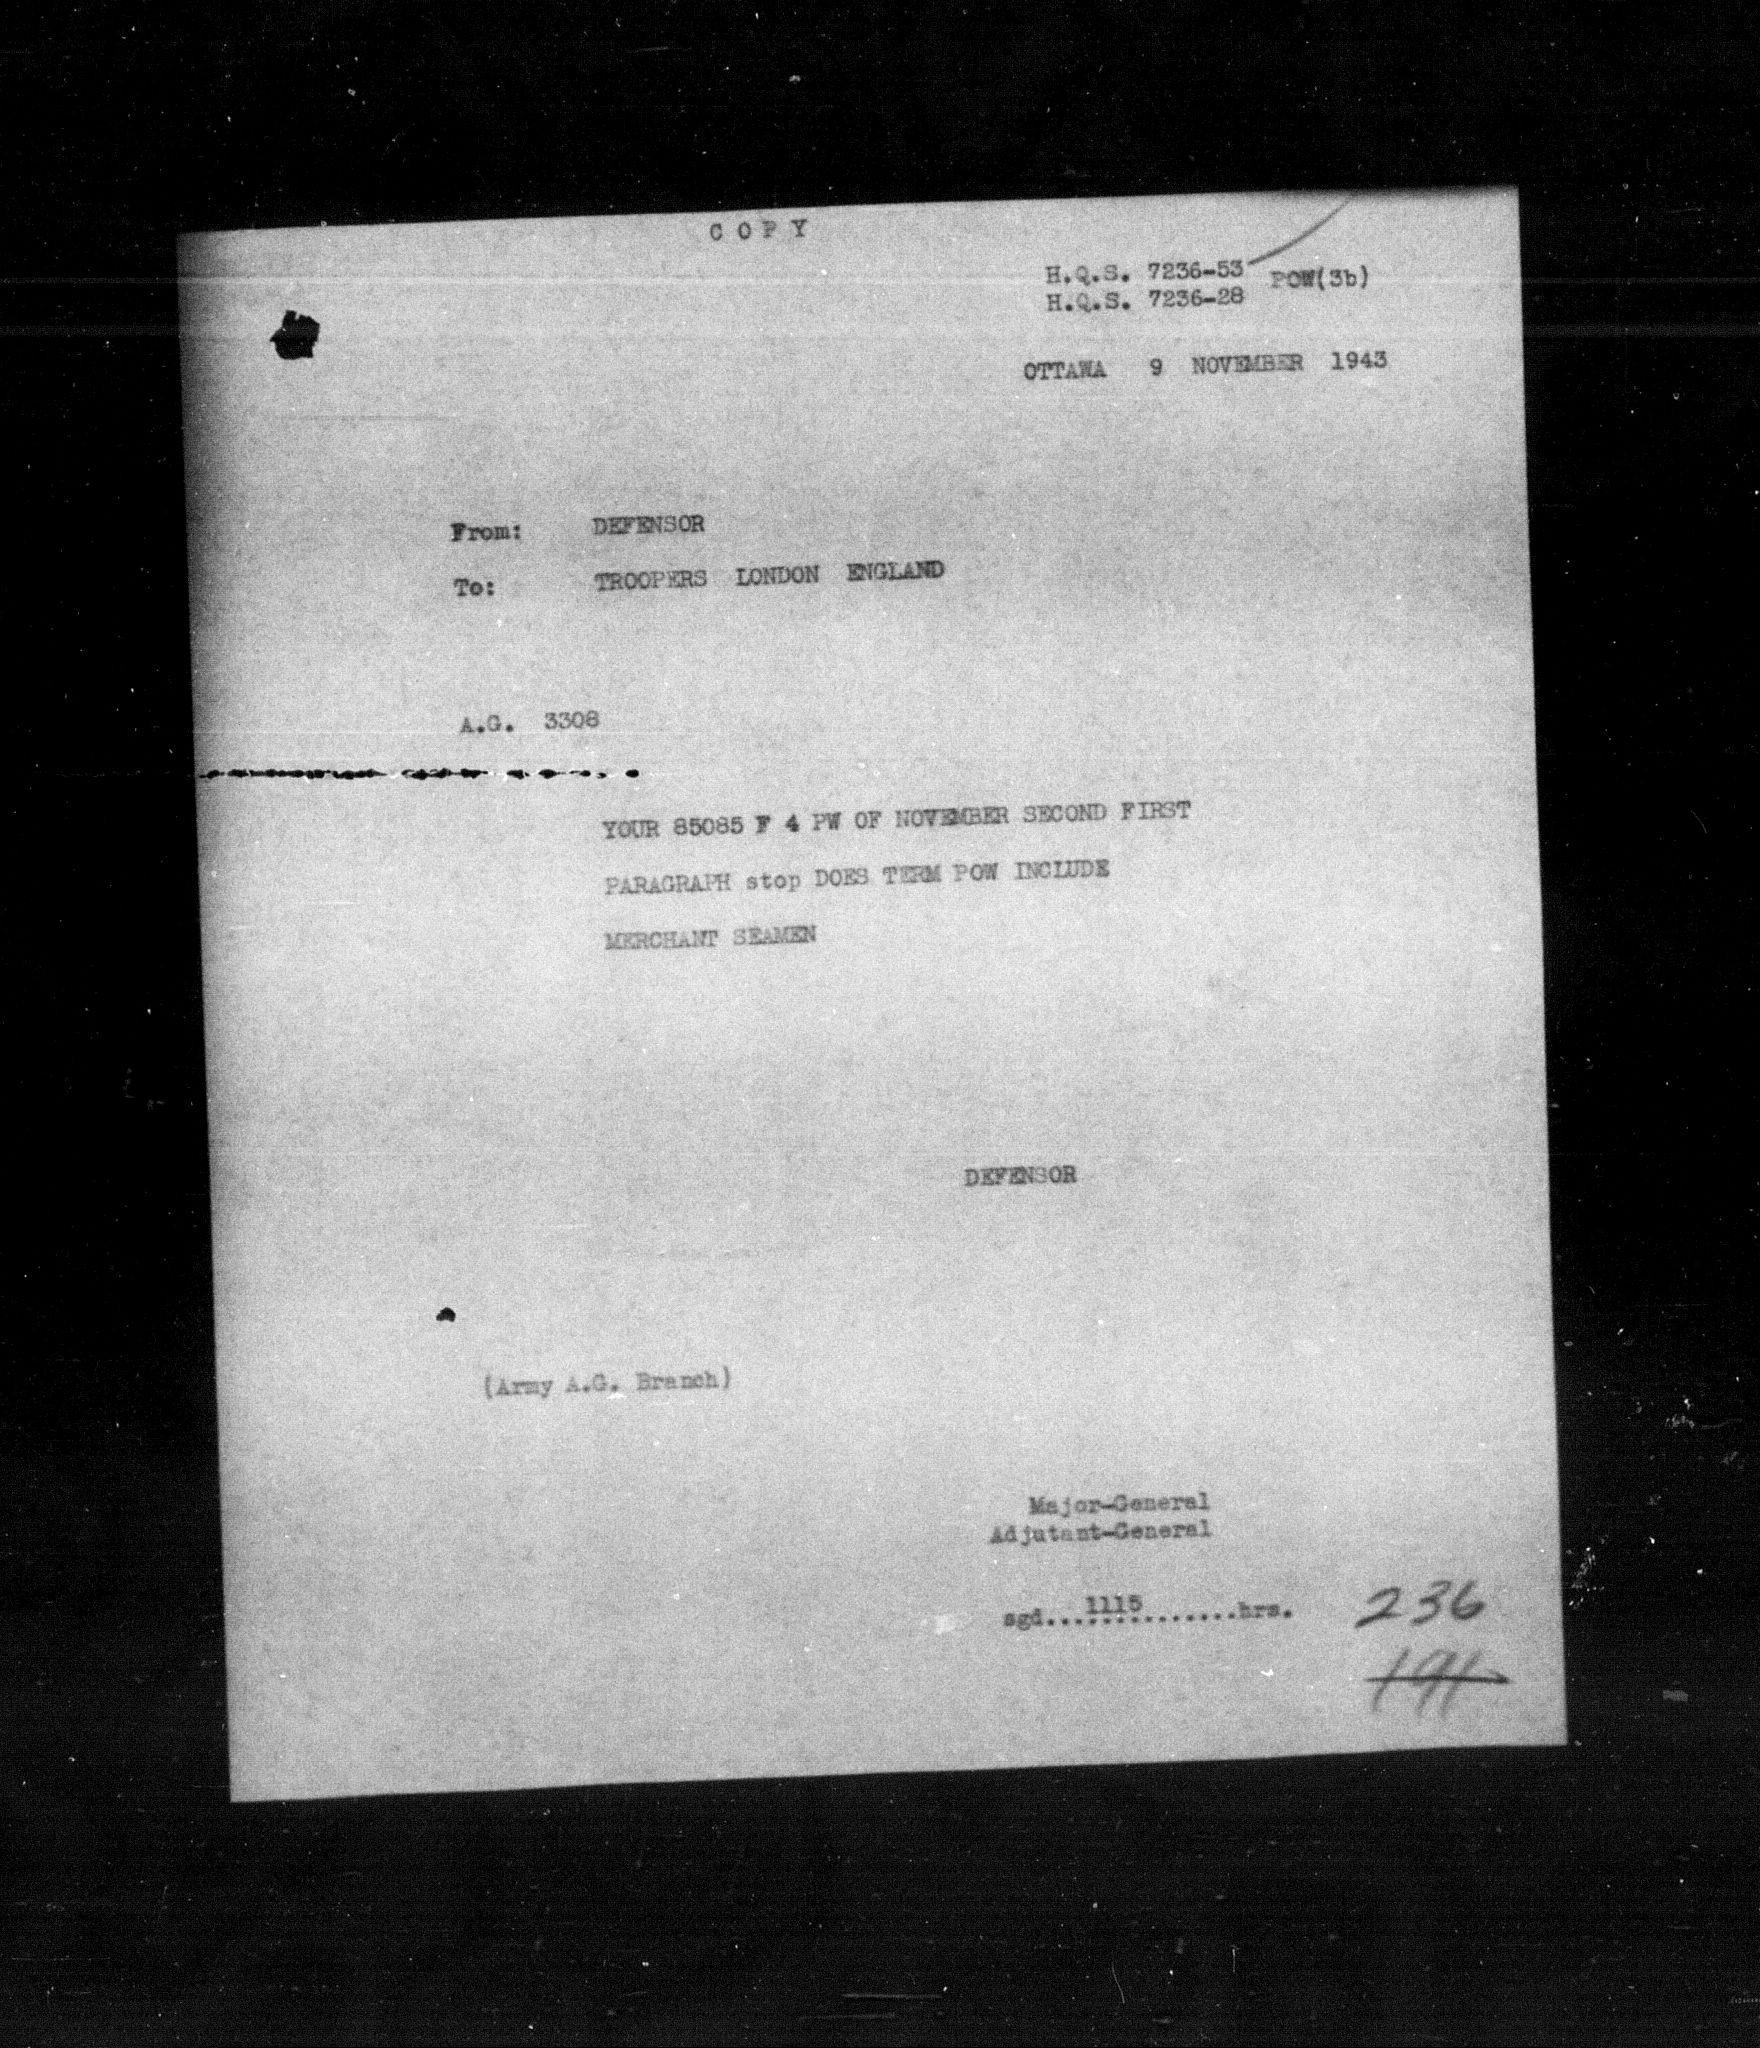 COPY
H.Q.S. 7236-53 POW(3b)
H.Q.S. 7236-28
OTTAWA 9 NOVEMBER 1943
From: DEFENSOR
To: TROOPERS LONDON ENGLAND
A.G. 3308
YOUR 85085 F 4 PW OF NOVEMBER SECOND FIRST
PARAGRAPH stop DOES TERM POW INCLUDE
MERCHANT SEAMEN
DEFENSOR
(Army A.G. Branch)
Major-General
Adjutant-General
sgd....1115..............hrs.
236
191